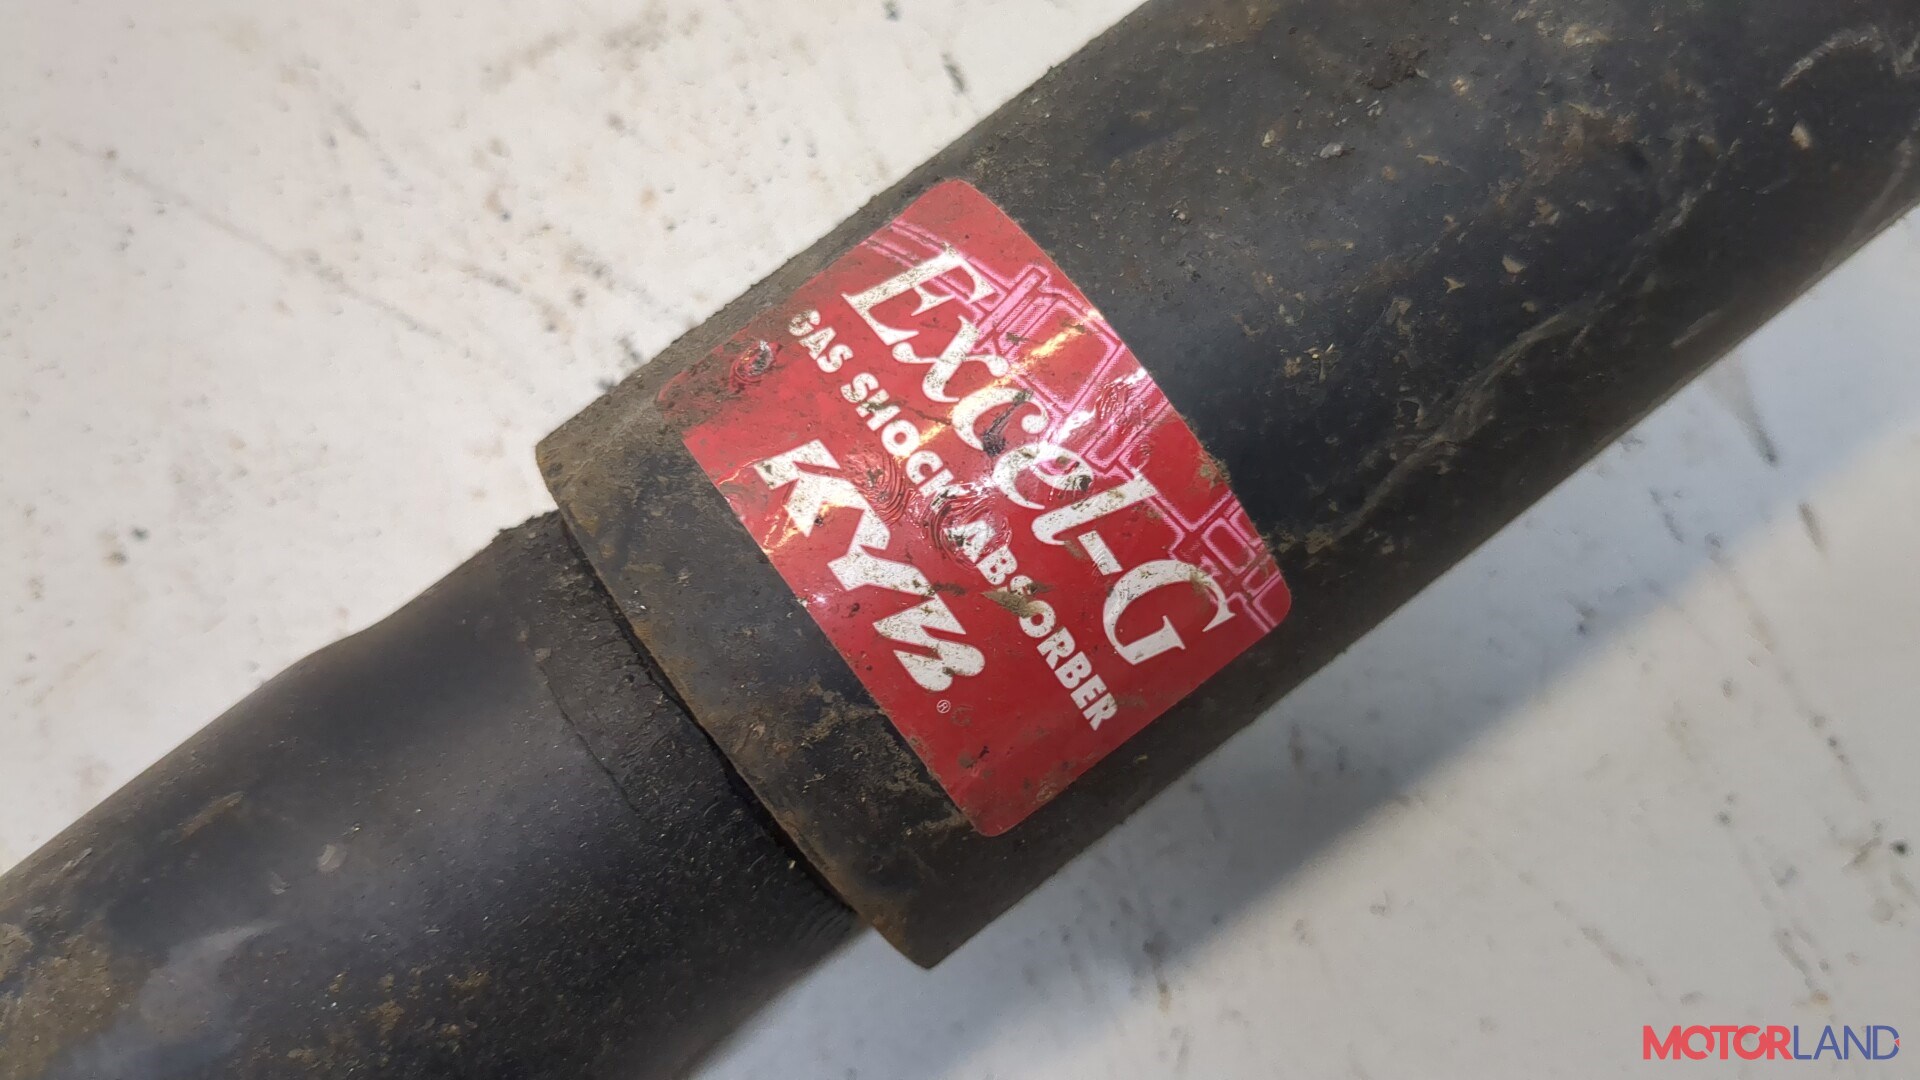 Excel-G
GAS SHOCK ABSORBER
KYB®
MOTORLAND